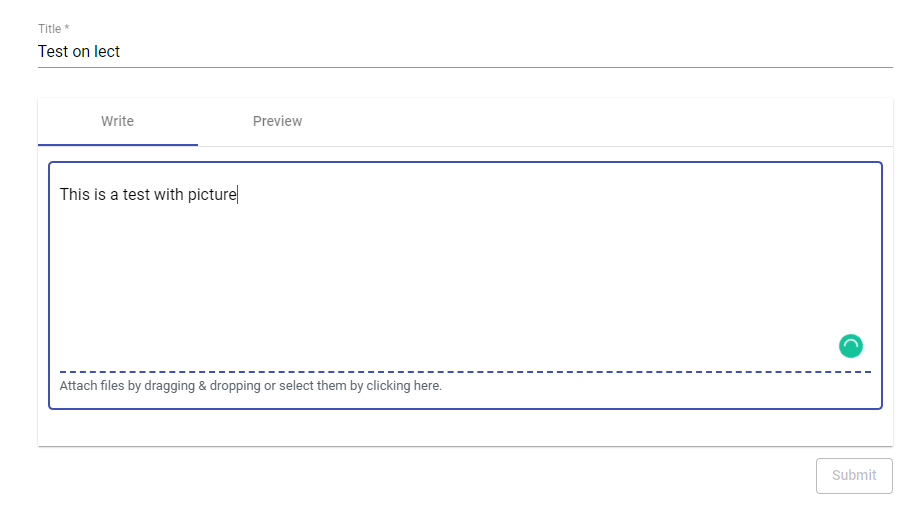 Title *
Test on lect
Write
Preview
This is a test with picture
Attach files by dragging & dropping or select them by clicking here.
Submit